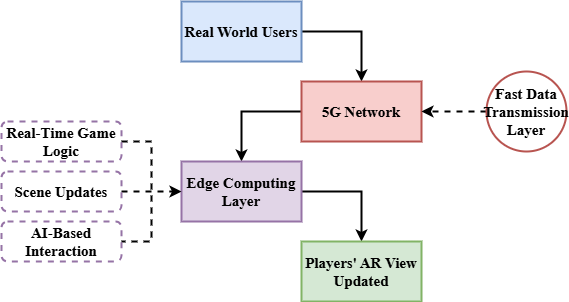 Real World Users
5G Network
Fast Data
Transmission
Layer
Real-Time Game
Logic
Scene Updates
AI-Based
Interaction
Edge Computing
Layer
Players' AR View
Updated